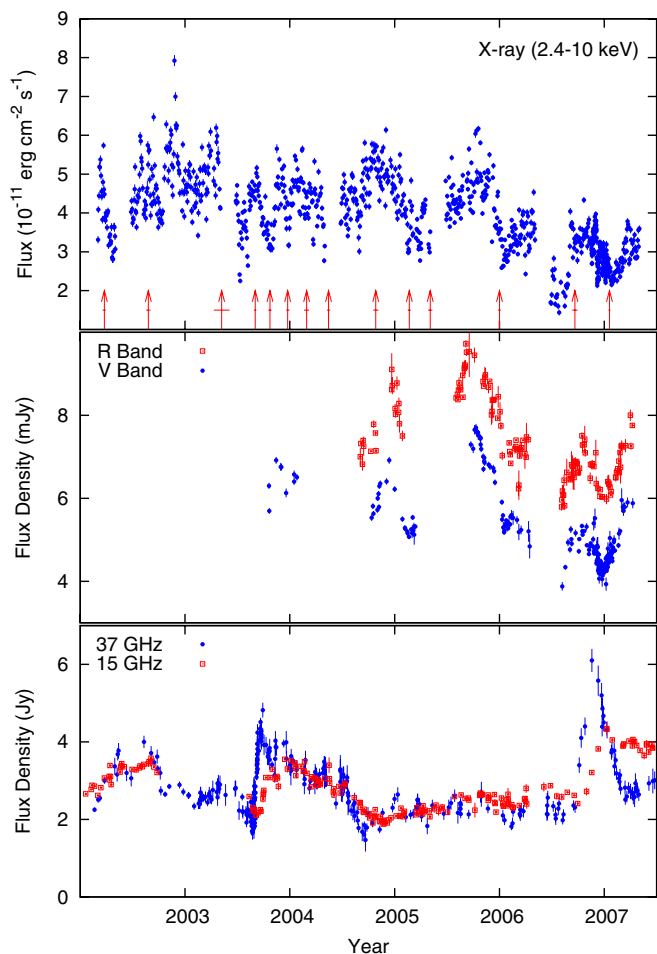 9
8
7
6
5
4
3
2
Flux (10⁻¹¹ erg cm⁻² s⁻¹)
X-ray (2.4-10 keV)
R Band
V Band
8
6
4
Flux Density (mJy)
37 GHz
15 GHz
6
4
2
0
Flux Density (Jy)
2003 2004 2005 2006 2007
Year